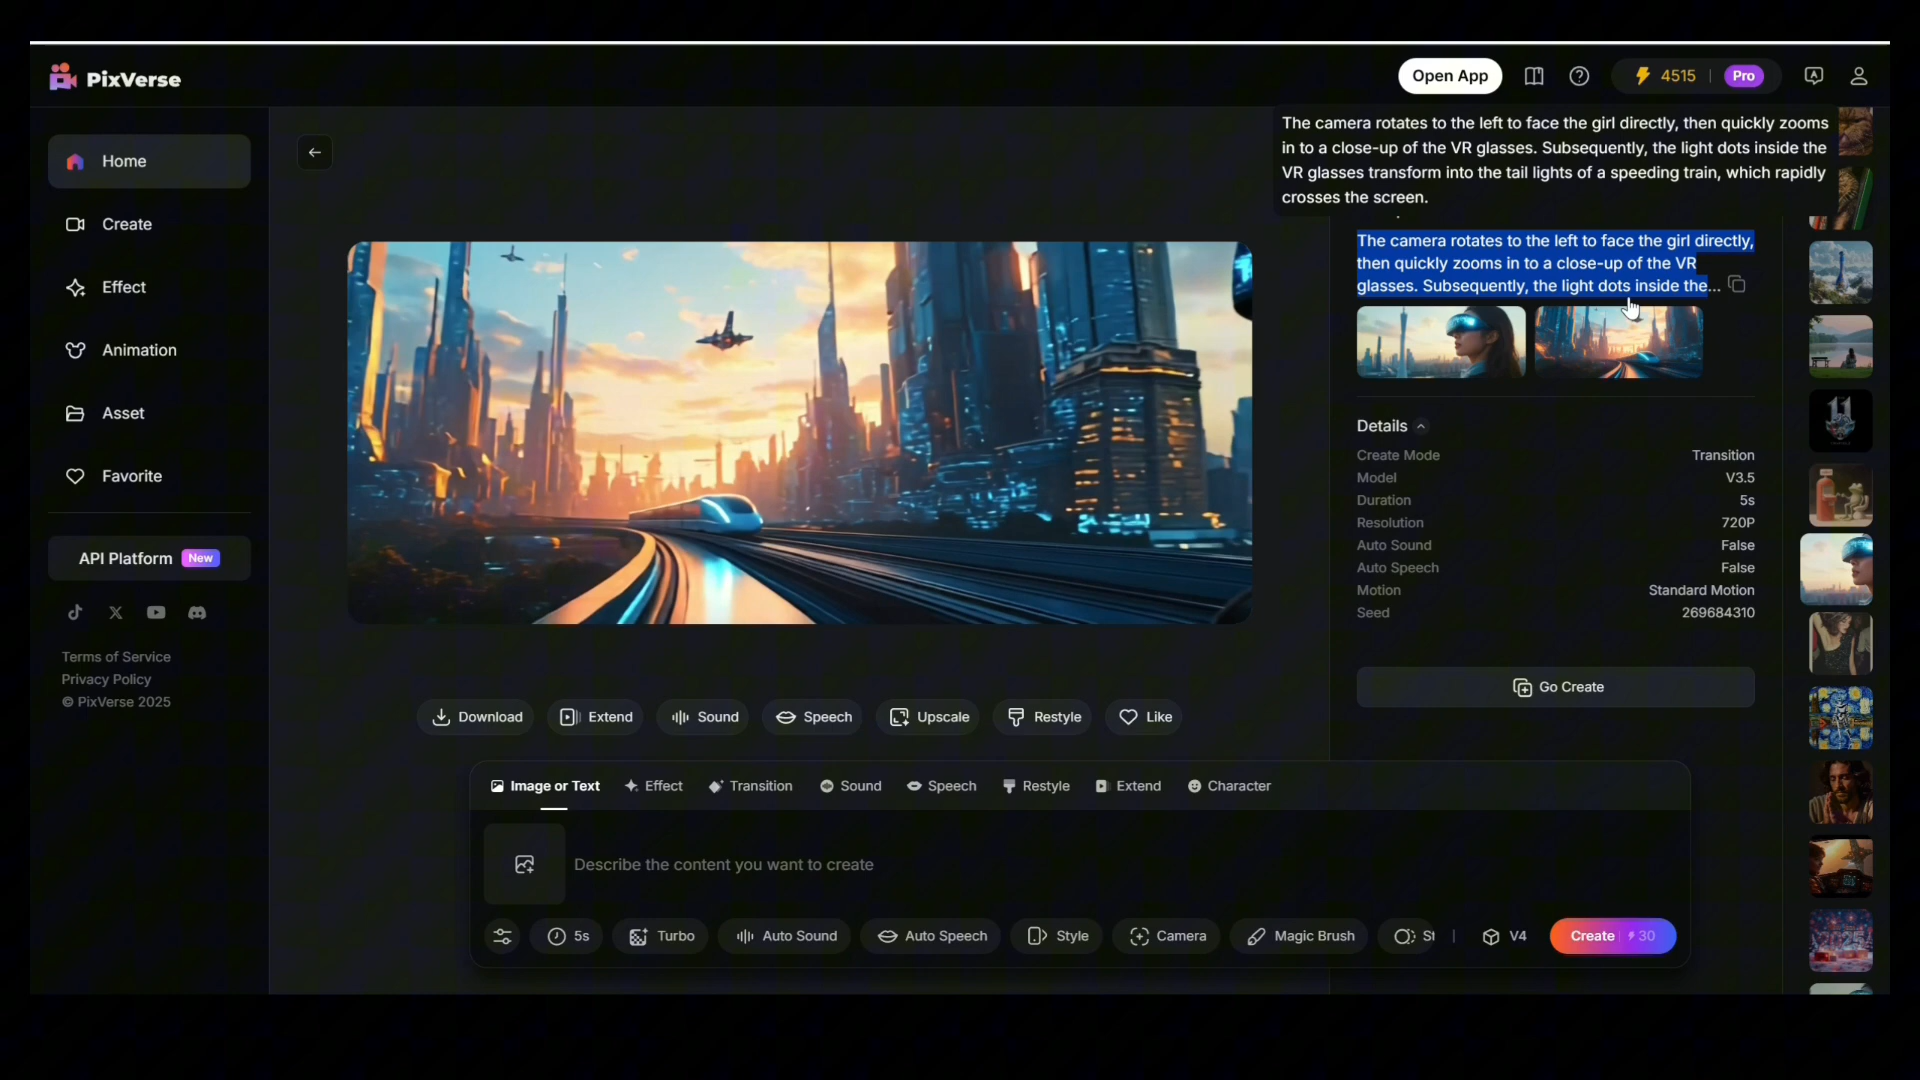 PixVerse
Open App
4515
Pro
Home
Create
Effect
Animation
Asset
Favorite
API Platform New
Terms of Service
Privacy Policy
© PixVerse 2025
The camera rotates to the left to face the girl directly, then quickly zooms
in to a close-up of the VR glasses. Subsequently, the light dots inside the
VR glasses transform into the tail lights of a speeding train, which rapidly
crosses the screen.
The camera rotates to the left to face the girl directly,
then quickly zooms in to a close-up of the VR
glasses. Subsequently, the light dots inside the...
Details
Create Mode Transition
Model V3.5
Duration 5s
Resolution 720P
Auto Sound False
Auto Speech False
Motion Standard Motion
Seed 269684310
Go Create
Download Extend Sound Speech Upscale Restyle Like
Image or Text Effect Transition Sound Speech Restyle Extend Character
Describe the content you want to create
5s Turbo Auto Sound Auto Speech Style Camera Magic Brush St V4 Create 30